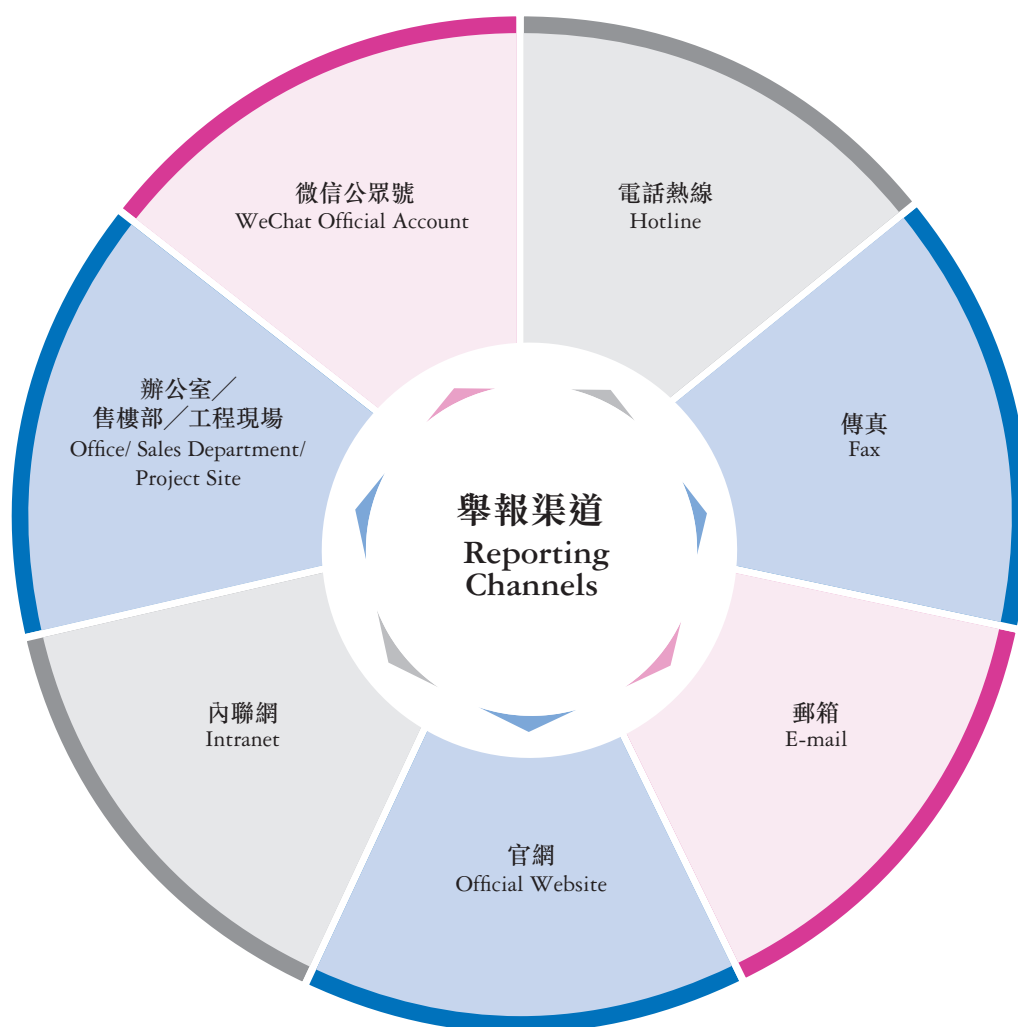 微信公眾號
WeChat Official Account
電話熱線
Hotline
辦公室／
售樓部／工程現場
Office/ Sales Department/
Project Site
傳真
Fax
舉報渠道
Reporting
Channels
內聯網
Intranet
郵箱
E-mail
官網
Official Website